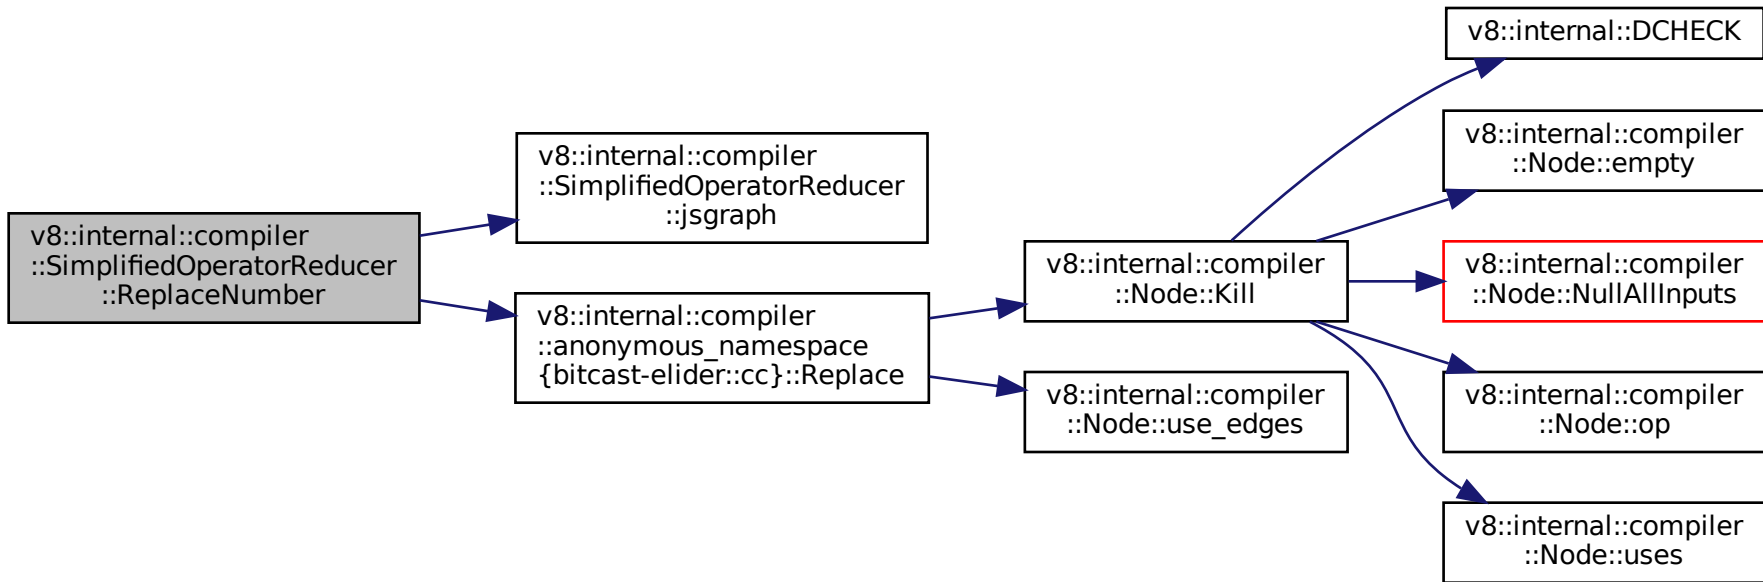 v8::internal::compiler
::SimplifiedOperatorReducer
::ReplaceNumber
v8::internal::compiler
::SimplifiedOperatorReducer
::jsgraph
v8::internal::compiler
::anonymous_namespace
{bitcast-elider::cc}::Replace
v8::internal::compiler
::Node::Kill
v8::internal::compiler
::Node::use_edges
v8::internal::DCHECK
v8::internal::compiler
::Node::empty
v8::internal::compiler
::Node::NullAllInputs
v8::internal::compiler
::Node::op
v8::internal::compiler
::Node::uses